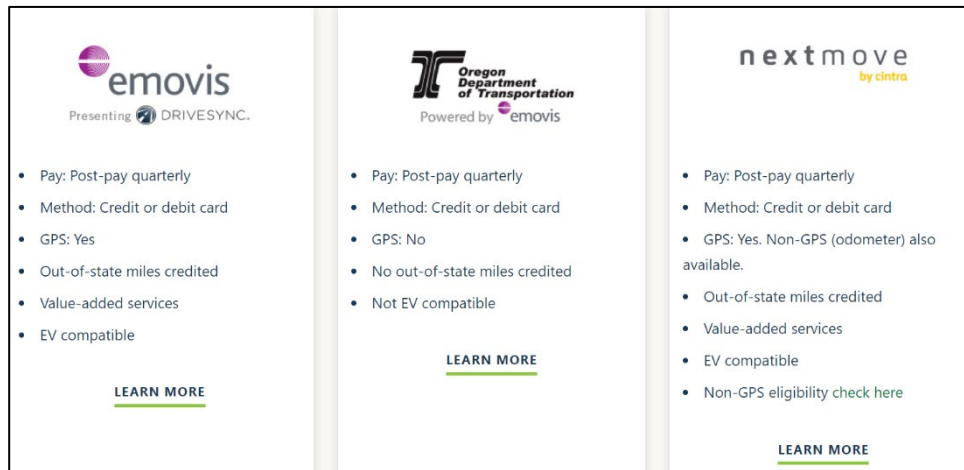 emovis
Presenting DRIVESYNC.
• Pay: Post-pay quarterly
• Method: Credit or debit card
• GPS: Yes
• Out-of-state miles credited
• Value-added services
• EV compatible
LEARN MORE
Oregon
Department
of Transportation
Powered by emovis
• Pay: Post-pay quarterly
• Method: Credit or debit card
• GPS: No
• No out-of-state miles credited
• Not EV compatible
LEARN MORE
nextmove
by cintra
• Pay: Post-pay quarterly
• Method: Credit or debit card
• GPS: Yes. Non-GPS (odometer) also
available.
• Out-of-state miles credited
• Value-added services
• EV compatible
• Non-GPS eligibility check here
LEARN MORE